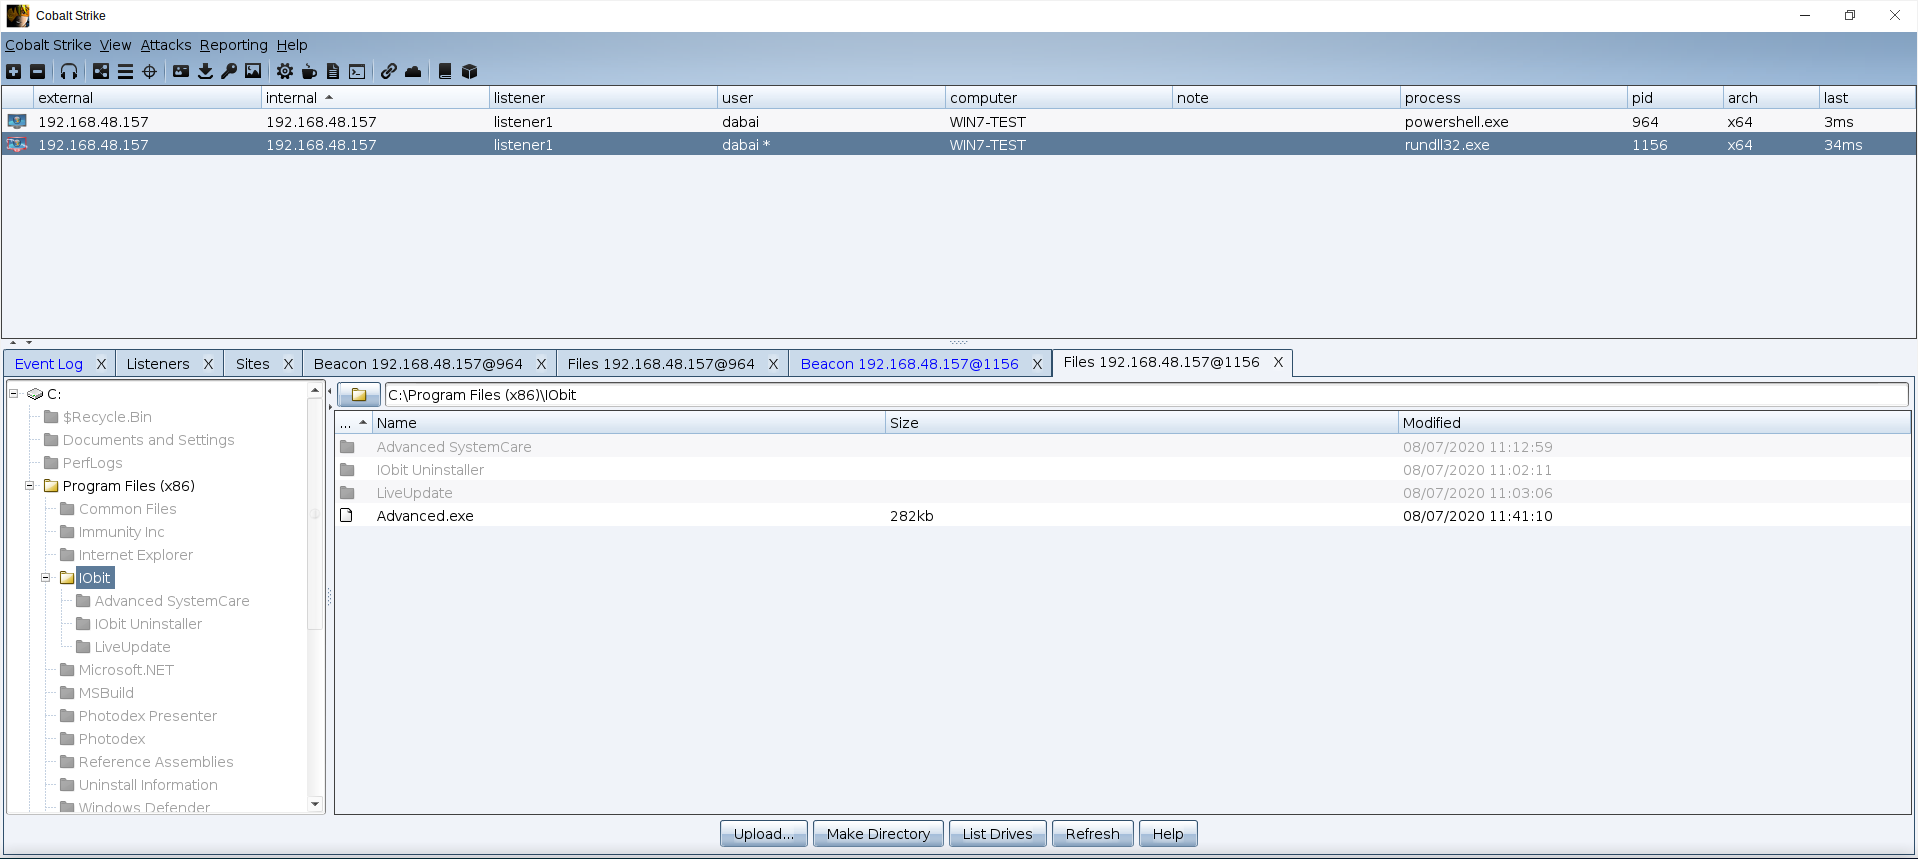 Cobalt Strike
Cobalt Strike View Attacks Reporting Help
external internal listener user computer note process pid arch last
192.168.48.157 192.168.48.157 listener1 dabai WIN7-TEST powershell.exe 964 x64 3ms
192.168.48.157 192.168.48.157 listener1 dabai * WIN7-TEST rundll32.exe 1156 x64 34ms
Event Log X Listeners X Sites X Beacon 192.168.48.157@964 X Files 192.168.48.157@964 X Beacon 192.168.48.157@1156 X Files 192.168.48.157@1156 X
C:
$Recycle.Bin
Documents and Settings
PerfLogs
Program Files (x86)
Common Files
Immunity Inc
Internet Explorer
IObit
Advanced SystemCare
IObit Uninstaller
LiveUpdate
Microsoft.NET
MSBuild
Photodex Presenter
Photodex
Reference Assemblies
Uninstall Information
Windows Defender
C:\Program Files (x86)\IObit
... Name Size Modified
Advanced SystemCare 08/07/2020 11:12:59
IObit Uninstaller 08/07/2020 11:02:11
LiveUpdate 08/07/2020 11:03:06
Advanced.exe 282kb 08/07/2020 11:41:10
Upload... Make Directory List Drives Refresh Help